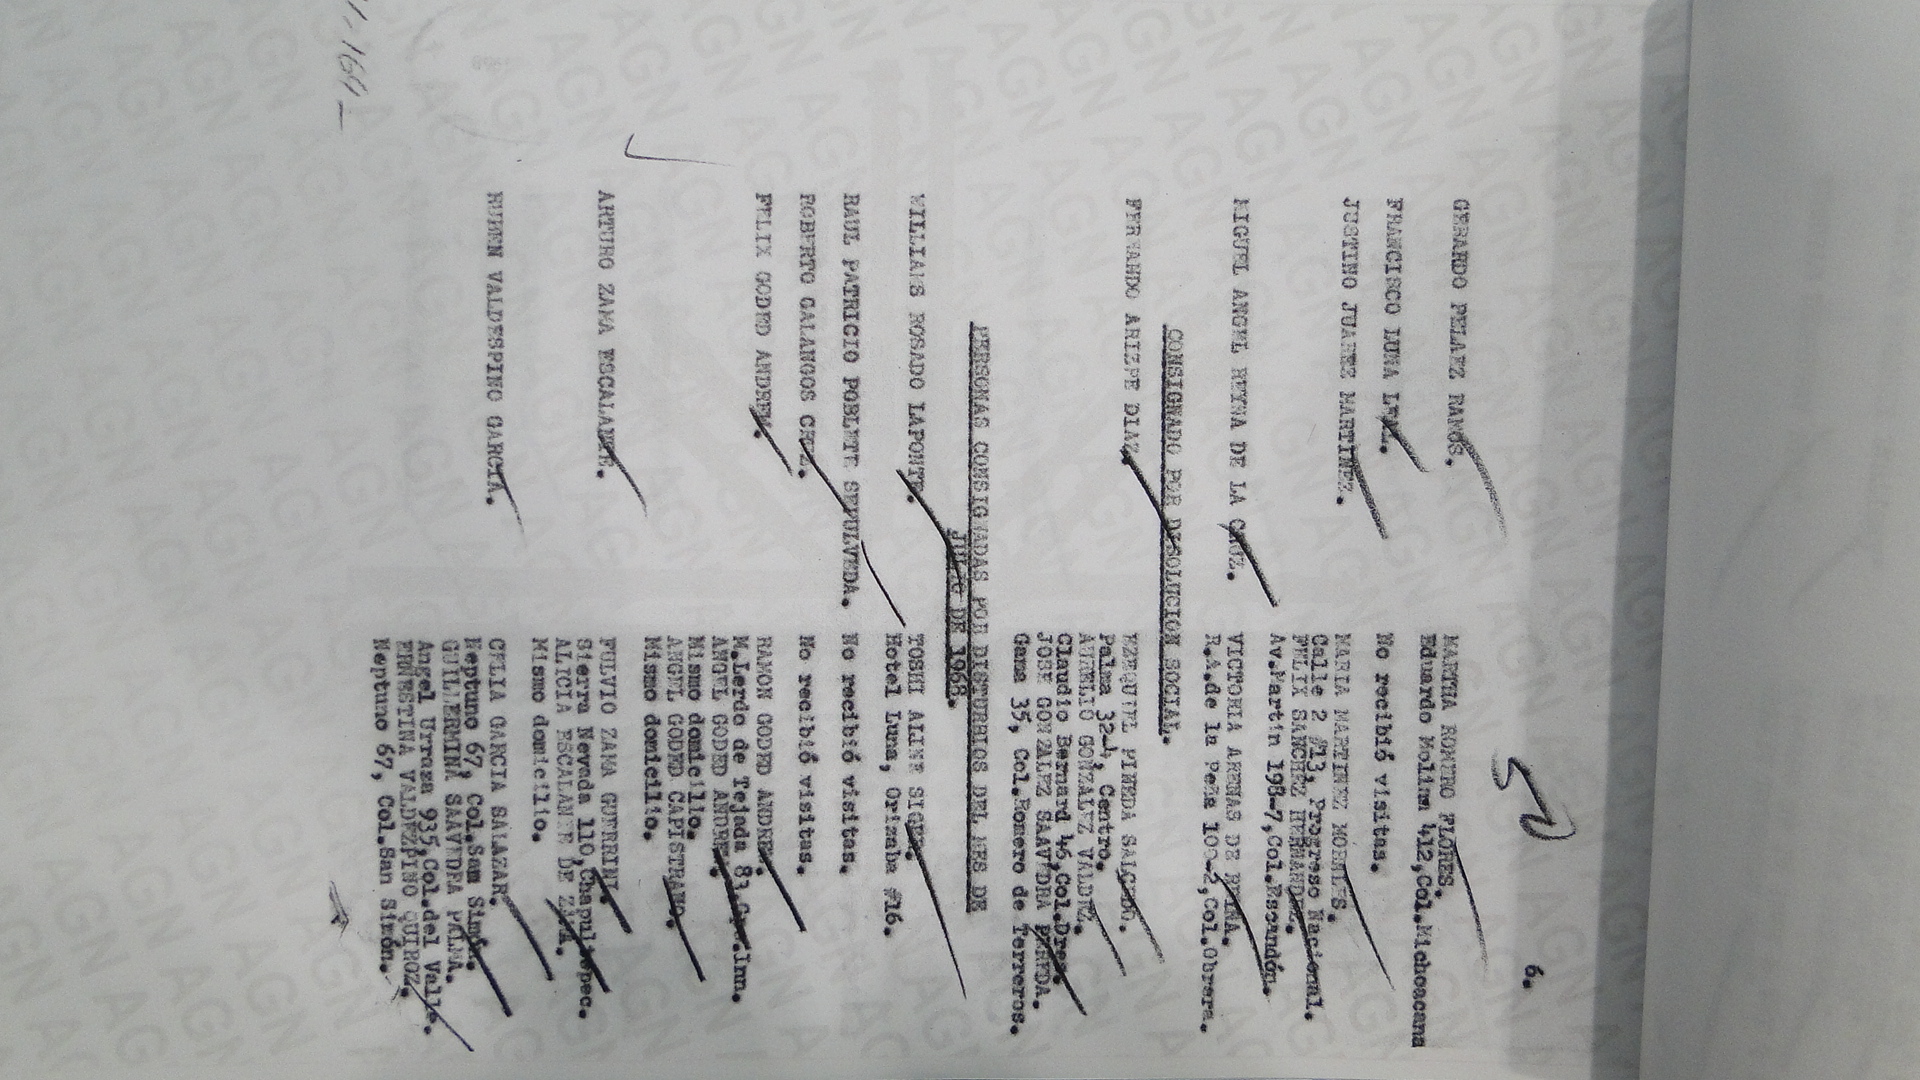 50
6.
GERARDO PELAEZ RAMOS. MARTHA ROMERO FLORES.
Eduardo Molina 412,Col.Michoacana
FRANCISCO LUNA LEAL. No recibió visitas.
JUSTINO JUAREZ MARTINEZ. MARIA MARTINEZ MORALES.
Calle 2 #13, Progreso Nacional.
FELIX SANCHEZ HERNANDEZ.
Av.Martin 198-7,Col.Escandón.
MIGUEL ANGEL REYNA DE LA CRUZ. VICTORIA ARENAS DE REINA.
R.A.de la Peña 100-2,Col.Obrera.
CONSIGNADO POR DISOLUCION SOCIAL.
FERNANDO ARIZPE DIAZ. EZEQUIEL PINEDA SALCEDO.
Palma 32-4, Centro.
AURELIO GONZALEZ VALDEZ.
Claudio Bernard 46,Col.Dres.
JOSE GONZALEZ SAAVEDRA PEREDA.
Gama 35, Col.Romero de Terreros.
PERSONAS CONSIGNADAS POR DISTURBIOS DEL MES DE
JULIO DE 1968.
WILLIAMS ROSADO LAPONTE. TOSHI ALINE
Hotel Luna, Orizaba #16.
RAUL PATRICIO POBLETE SEPULVEDA. No recibió visitas.
ROBERTO GALANGOS CRUZ. No recibió visitas.
FELIX GODED ANDREW. RAMON GODED ANDREW.
M.Lerdo de Tejada 83.Gpe.Inn.
ANGEL GODED ANDREW.
Mismo domicilio.
ANGEL GODED CAPISTRANO.
Mismo domicilio.
ARTURO ZAMA ESCALANTE. FULVIO ZAMA GUERRINI.
Sierra Nevada 110,Chapultepec.
ALICIA ESCALANTE DE ZAMA.
Mismo domicilio.
RUBEN VALDESPINO GARCIA. CELIA GARCIA SALAZAR.
Neptuno 67, Col.Sam Simón.
GUILLERMINA SAAVEDRA PALMA.
Angel Urraza 935,Col.del Valle.
ERNESTINA VALDEZPINO QUIROZ.
Neptuno 67, Col.San Simón.